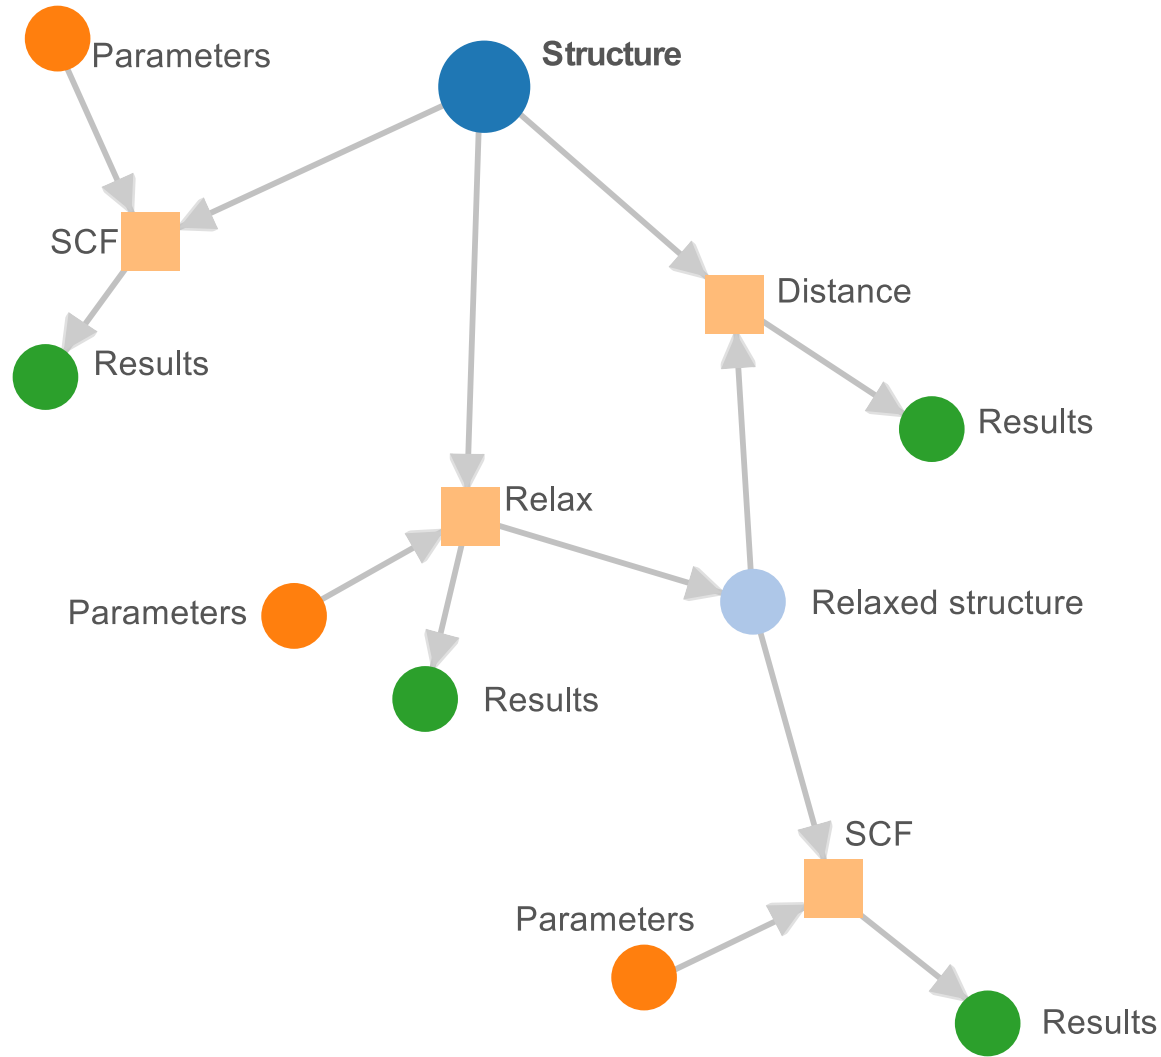 Structure
Parameters
SCF
Distance
Results
Results
Relax
Relaxed structure
Parameters
Results
SCF
Parameters
Results